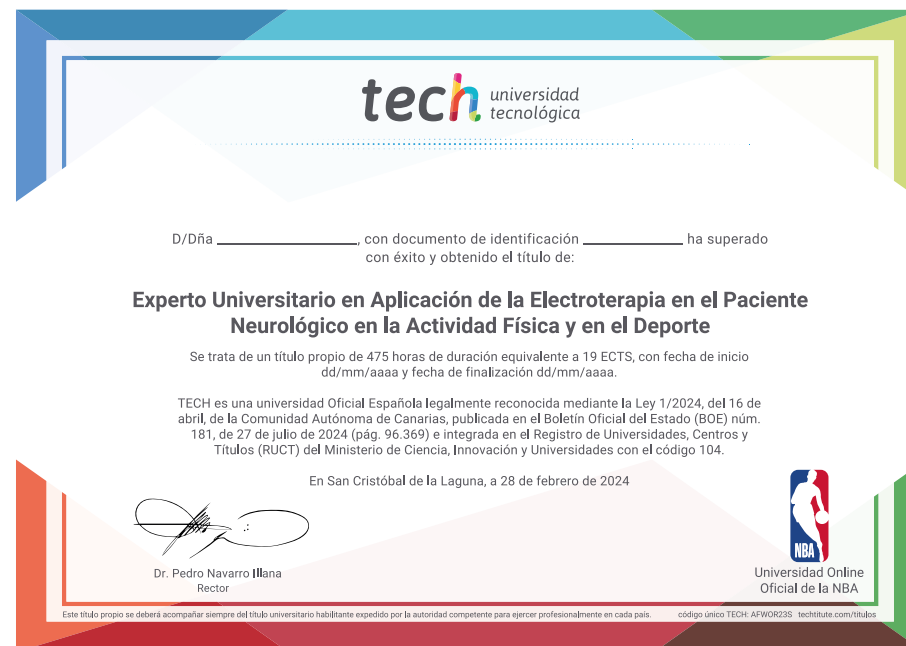 tech universidad
tecnológica
D/Dña ____________, con documento de identificación ____________ ha superado
con éxito y obtenido el título de:
Experto Universitario en Aplicación de la Electroterapia en el Paciente
Neurológico en la Actividad Física y en el Deporte
Se trata de un título propio de 475 horas de duración equivalente a 19 ECTS, con fecha de inicio
dd/mm/aaaa y fecha de finalización dd/mm/aaaa.
TECH es una universidad Oficial Española legalmente reconocida mediante la Ley 1/2024, del 16 de
abril, de la Comunidad Autónoma de Canarias, publicada en el Boletín Oficial del Estado (BOE) núm.
181, de 27 de julio de 2024 (pág. 96.369) e integrada en el Registro de Universidades, Centros y
Títulos (RUCT) del Ministerio de Ciencia, Innovación y Universidades con el código 104.
En San Cristóbal de la Laguna, a 28 de febrero de 2024
Dr. Pedro Navarro Illana
Rector
NBA
Universidad Online
Oficial de la NBA
Este título propio se deberá acompañar siempre del título universitario habilitante expedido por la autoridad competente para ejercer profesionalmente en cada país. código único TECH: AFWOR23S techtitute.com/titulos